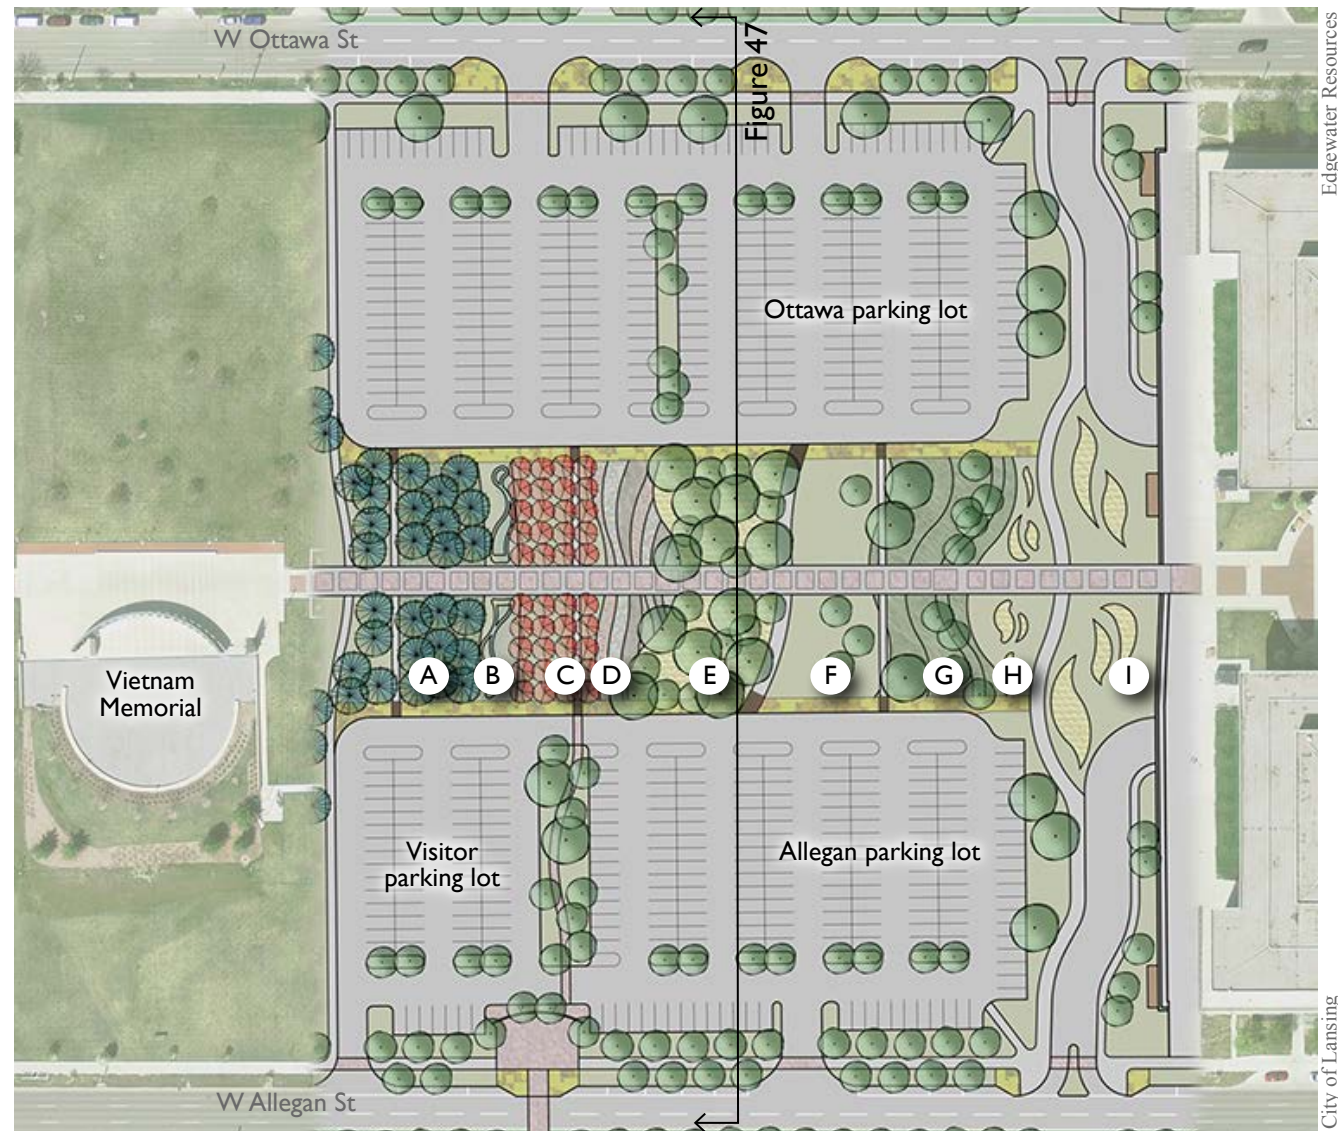 W Ottawa St
Figure 47
Edgewater Resources
Ottawa parking lot
A
B
C
D
E
F
G
H
I
Vietnam
Memorial
Visitor
parking lot
Allegan parking lot
W Allegan St
City of Lansing